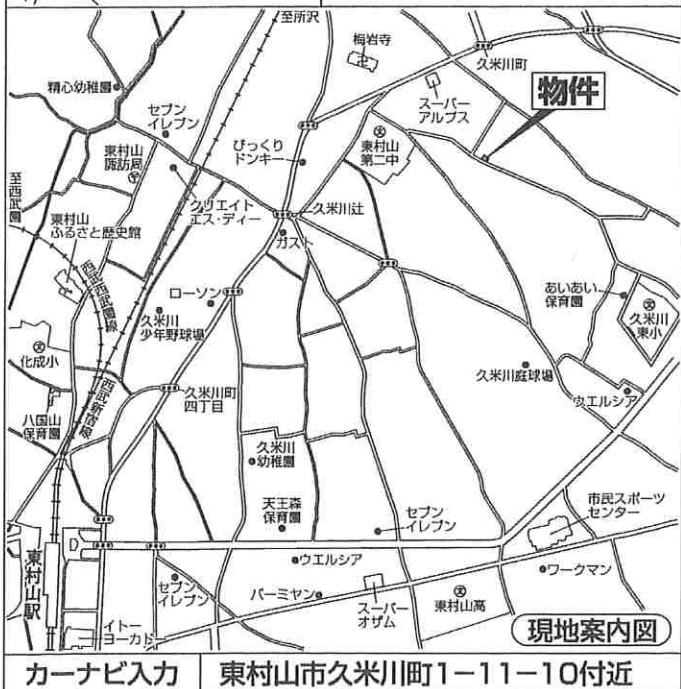 至所沢
梅岩寺
久米川町
精心幼稚園
セブン
イレブン
スーパー
アルプス
物件
びっくり
ドンキー
東村山
第二中
東村山
諏訪局
至西武園
クリエイト
エス・ディー
久米川辻
東村山
ふるさと歴史館
ガスト
西武西武園線
ローソン
あいあい
保育園
久米川
少年野球場
久米川
東小
化成小
西武新宿線
久米川町
四丁目
久米川庭球場
ウエルシア
八国山
保育園
久米川
幼稚園
天王森
保育園
セブン
イレブン
市民スポーツ
センター
東村山駅
ウエルシア
セブン
イレブン
バーミヤン
スーパー
オザム
東村山高
ワークマン
イトー
ヨーカドー
現地案内図
カーナビ入力
東村山市久米川町1-11-10付近